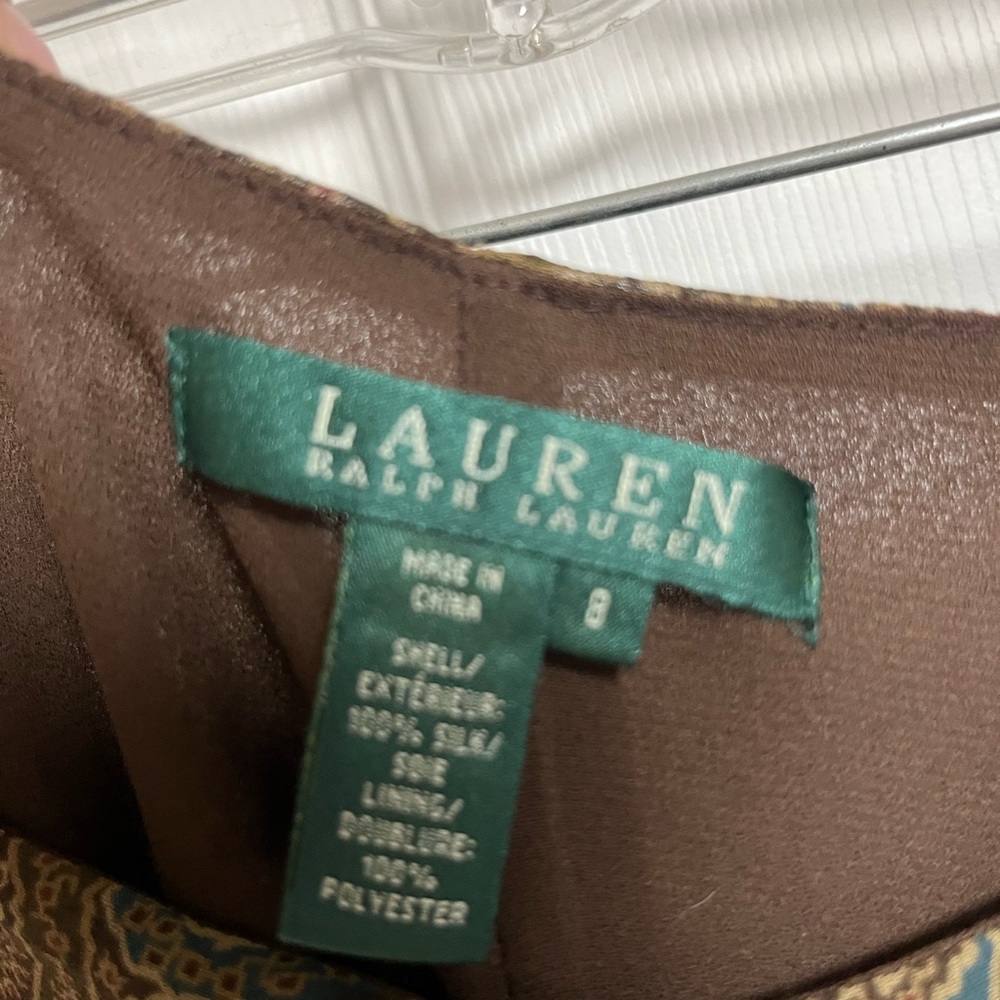 LAUREN
RALPH LAUREN
MADE IN
CHINA
8
SHELL/
EXTÉRIEUR:
100% SILK/
SOIE
LINING/
DOUBLURE:
100%
POLYESTER